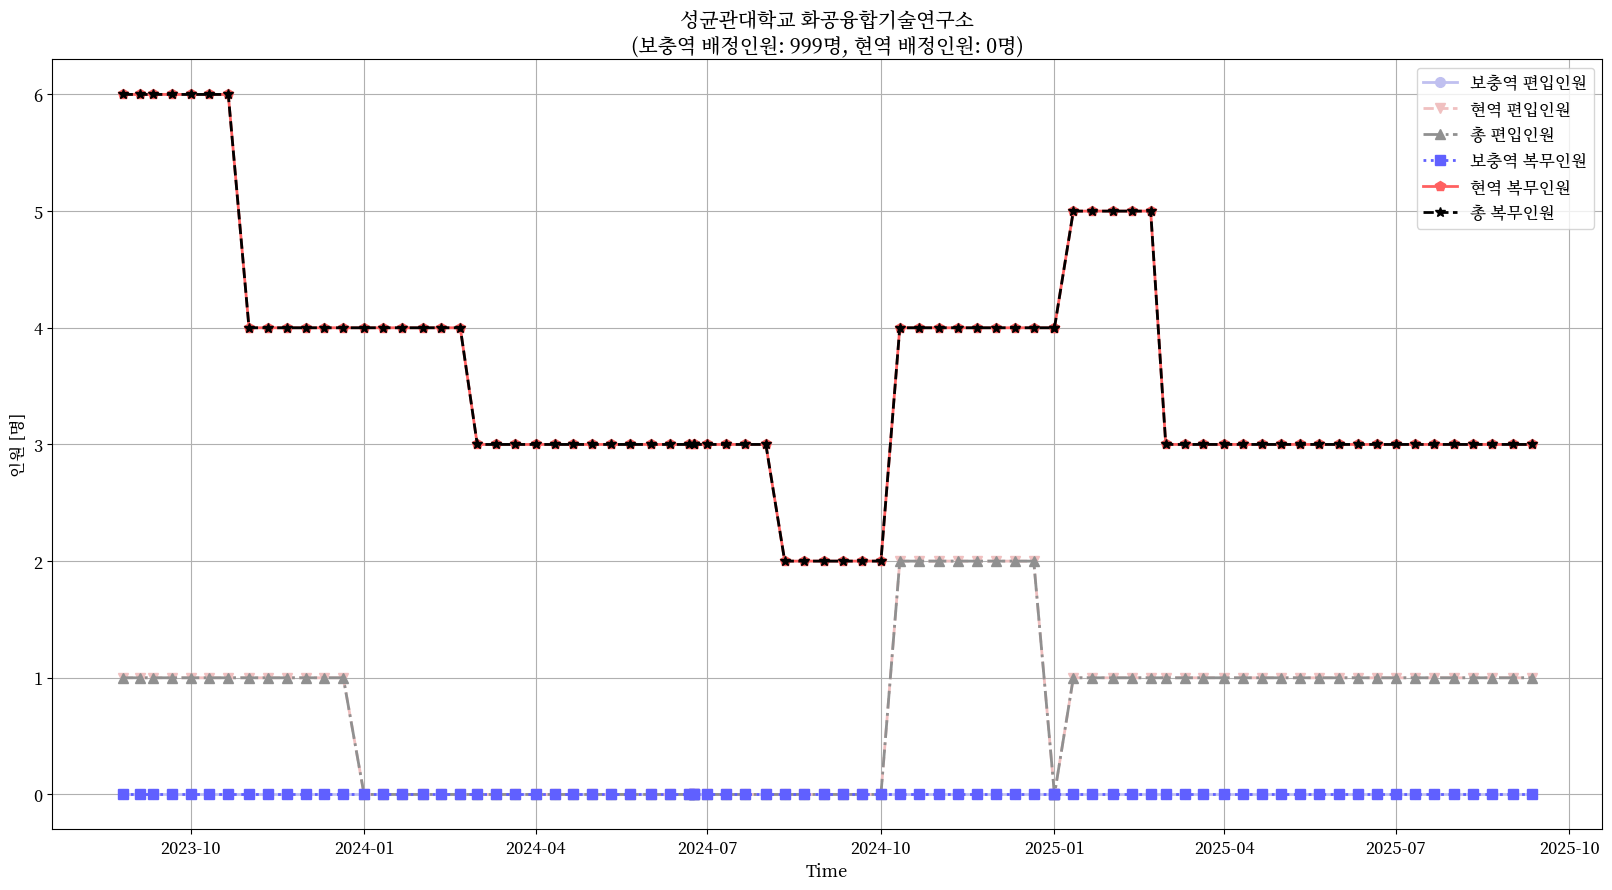 성균관대학교 화공융합기술연구소
(보충역 배정인원: 999명, 현역 배정인원: 0명)
보충역 편입인원
현역 편입인원
총 편입인원
보충역 복무인원
현역 복무인원
총 복무인원
인원 [명]
6
5
4
3
2
1
0
2023-10
2024-01
2024-04
2024-07
2024-10
2025-01
2025-04
2025-07
2025-10
Time